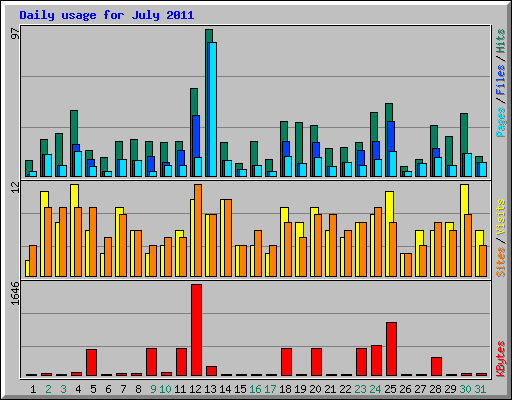 Daily usage for July 2011
97
Pages / Files / Hits
12
Sites / Visits
1646
KBytes
1 2 3 4 5 6 7 8 9 10 11 12 13 14 15 16 17 18 19 20 21 22 23 24 25 26 27 28 29 30 31